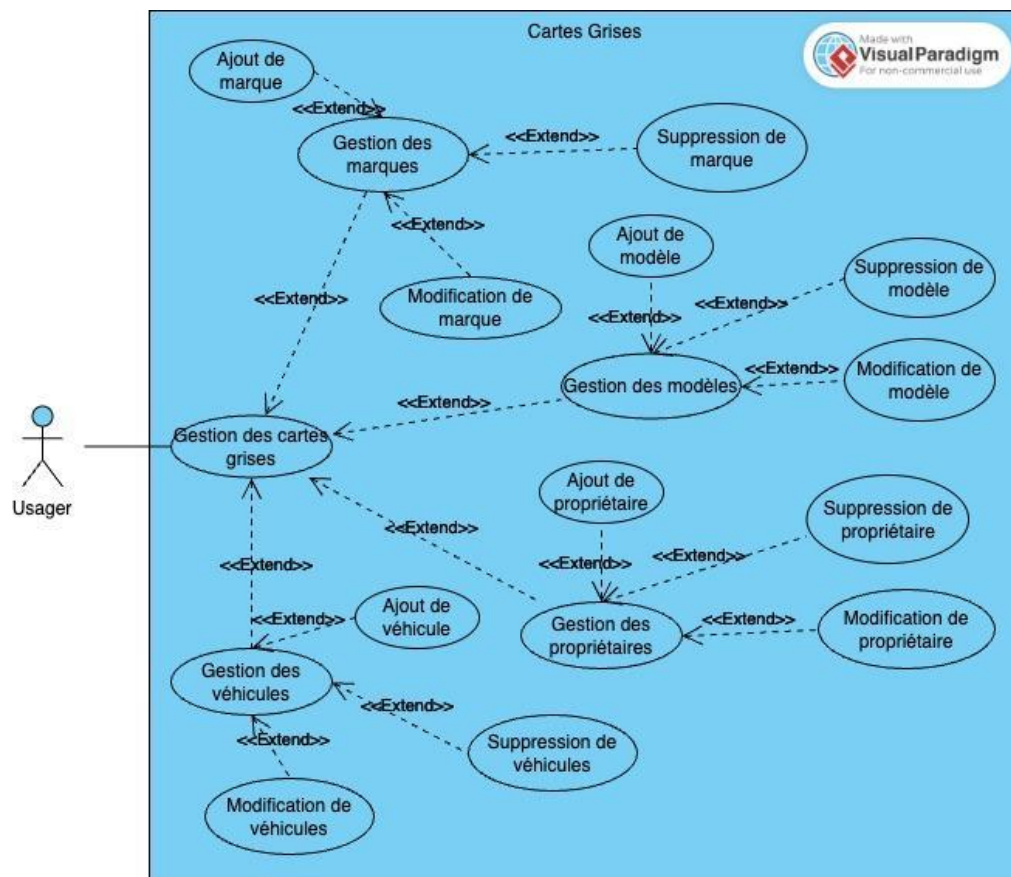 Cartes Grises
Made with
Visual Paradigm
For non-commercial use
Ajout de
marque
<<Extend>>
Gestion des
marques
<<Extend>>
Suppression de
marque
<<Extend>>
Modification de
marque
<<Extend>>
Ajout de
modèle
Suppression de
modèle
<<Extend>>
<<Extend>>
Gestion des modèles
<<Extend>>
Modification de
modèle
<<Extend>>
Gestion des cartes
grises
Usager
Ajout de
propriétaire
Suppression de
propriétaire
<<Extend>>
<<Extend>>
<<Extend>>
Gestion des
propriétaires
<<Extend>>
Modification de
propriétaire
<<Extend>>
<<Extend>>
Ajout de
véhicule
Gestion des
véhicules
<<Extend>>
Suppression de
véhicules
<<Extend>>
Modification de
véhicules